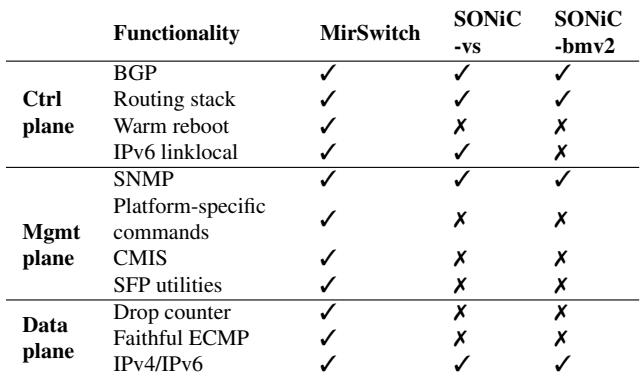 Functionality MirSwitch SONiC -vs SONiC -bmv2
Ctrl plane
BGP ✓ ✓ ✓
Routing stack ✓ ✓ ✓
Warm reboot ✓ ✗ ✗
IPv6 linklocal ✓ ✓ ✗
Mgmt plane
SNMP ✓ ✓ ✓
Platform-specific
commands ✓ ✗ ✗
CMIS ✓ ✗ ✗
SFP utilities ✓ ✗ ✗
Data plane
Drop counter ✓ ✗ ✗
Faithful ECMP ✓ ✗ ✗
IPv4/IPv6 ✓ ✓ ✓